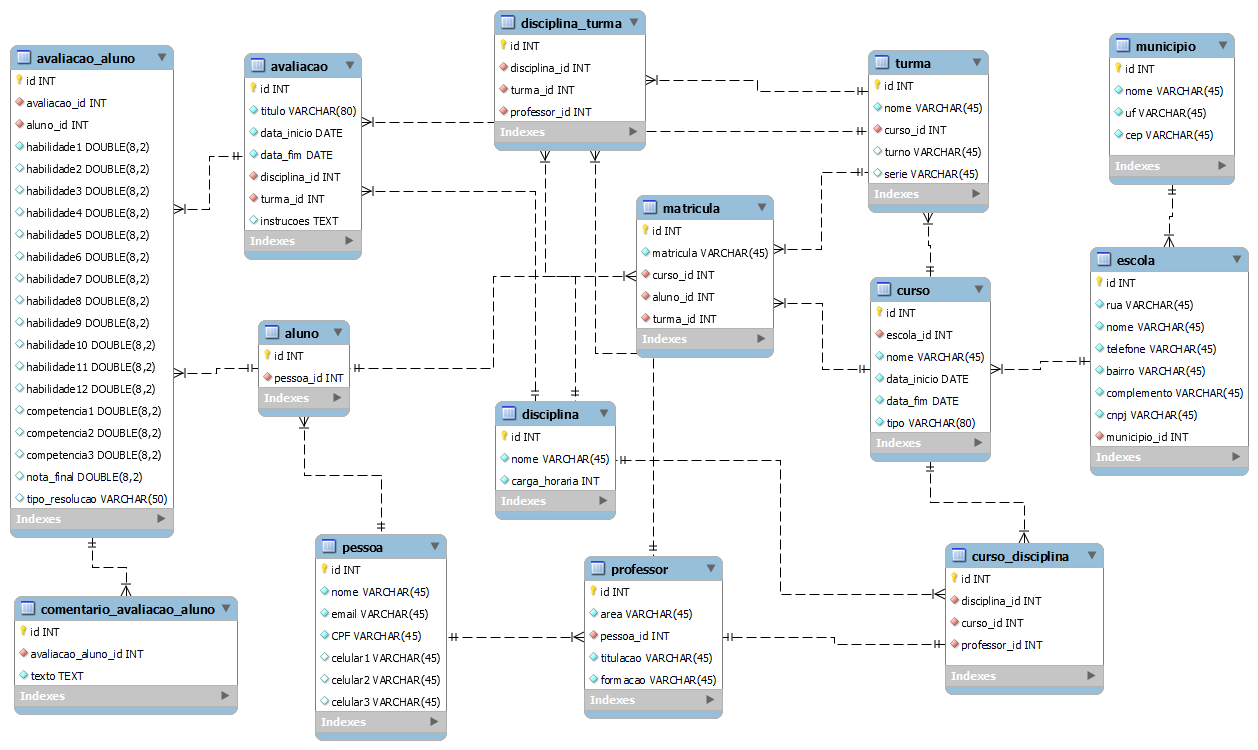 avaliacao_aluno
id INT
avaliacao_id INT
aluno_id INT
habilidade1 DOUBLE(8,2)
habilidade2 DOUBLE(8,2)
habilidade3 DOUBLE(8,2)
habilidade4 DOUBLE(8,2)
habilidade5 DOUBLE(8,2)
habilidade6 DOUBLE(8,2)
habilidade7 DOUBLE(8,2)
habilidade8 DOUBLE(8,2)
habilidade9 DOUBLE(8,2)
habilidade10 DOUBLE(8,2)
habilidade11 DOUBLE(8,2)
habilidade12 DOUBLE(8,2)
competencia1 DOUBLE(8,2)
competencia2 DOUBLE(8,2)
competencia3 DOUBLE(8,2)
nota_final DOUBLE(8,2)
tipo_resolucao VARCHAR(50)
Indexes
avaliacao
id INT
titulo VARCHAR(80)
data_inicio DATE
data_fim DATE
disciplina_id INT
turma_id INT
instrucoes TEXT
Indexes
disciplina_turma
id INT
disciplina_id INT
turma_id INT
professor_id INT
Indexes
turma
id INT
nome VARCHAR(45)
curso_id INT
turno VARCHAR(45)
serie VARCHAR(45)
Indexes
municipio
id INT
nome VARCHAR(45)
uf VARCHAR(45)
cep VARCHAR(45)
Indexes
matricula
id INT
matricula VARCHAR(45)
curso_id INT
aluno_id INT
turma_id INT
Indexes
escola
id INT
rua VARCHAR(45)
nome VARCHAR(45)
telefone VARCHAR(45)
bairro VARCHAR(45)
complemento VARCHAR(45)
cnpj VARCHAR(45)
municipio_id INT
Indexes
curso
id INT
escola_id INT
nome VARCHAR(45)
data_inicio DATE
data_fim DATE
tipo VARCHAR(80)
Indexes
aluno
id INT
pessoa_id INT
Indexes
disciplina
id INT
nome VARCHAR(45)
carga_horaria INT
Indexes
pessoa
id INT
nome VARCHAR(45)
email VARCHAR(45)
CPF VARCHAR(45)
celular1 VARCHAR(45)
celular2 VARCHAR(45)
celular3 VARCHAR(45)
Indexes
professor
id INT
area VARCHAR(45)
pessoa_id INT
titulacao VARCHAR(45)
formacao VARCHAR(45)
Indexes
curso_disciplina
id INT
disciplina_id INT
curso_id INT
professor_id INT
Indexes
comentario_avaliacao_aluno
id INT
avaliacao_aluno_id INT
texto TEXT
Indexes